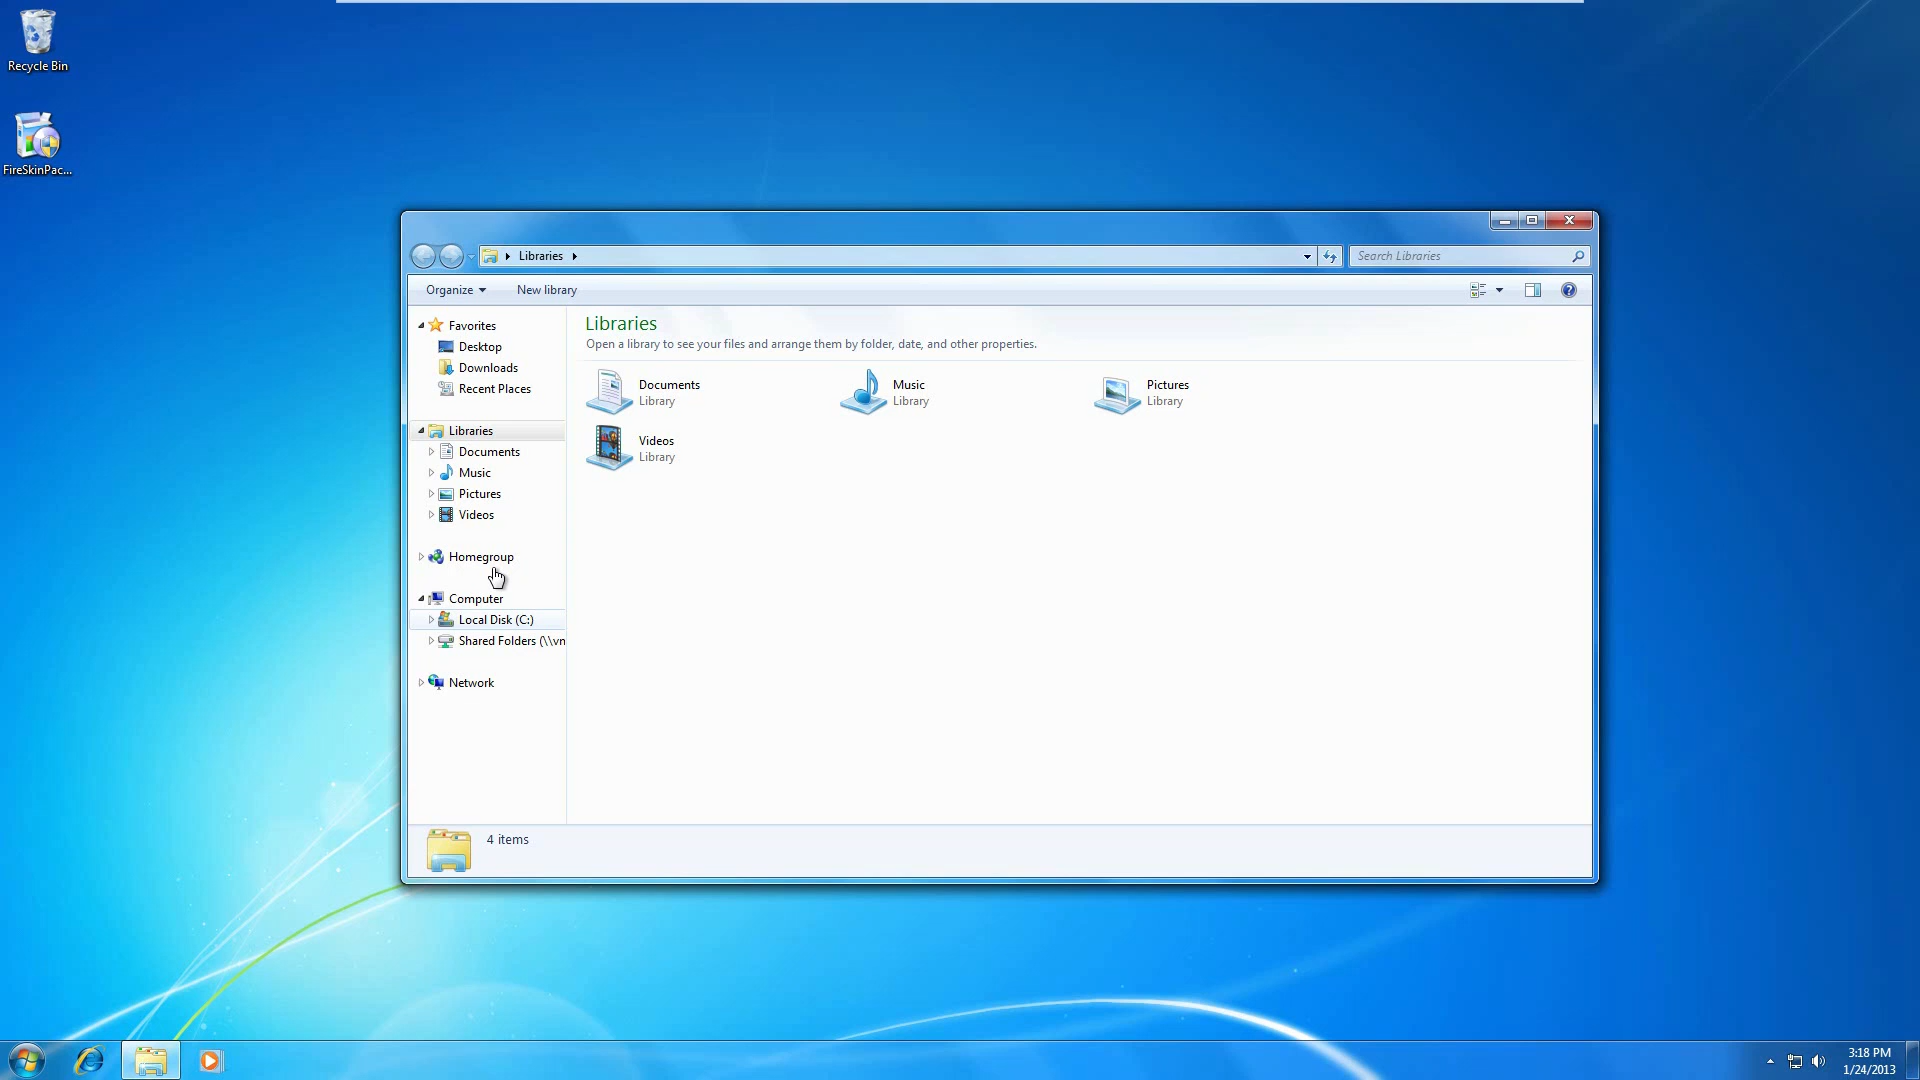 Recycle Bin
FireSkinPac...
Libraries
Search Libraries
Organize
New library
Favorites
Desktop
Downloads
Recent Places
Libraries
Documents
Music
Pictures
Videos
Homegroup
Computer
Local Disk (C:)
Shared Folders (\\vn
Network
Libraries
Open a library to see your files and arrange them by folder, date, and other properties.
Documents
Library
Music
Library
Pictures
Library
Videos
Library
4 items
3:18 PM
1/24/2013